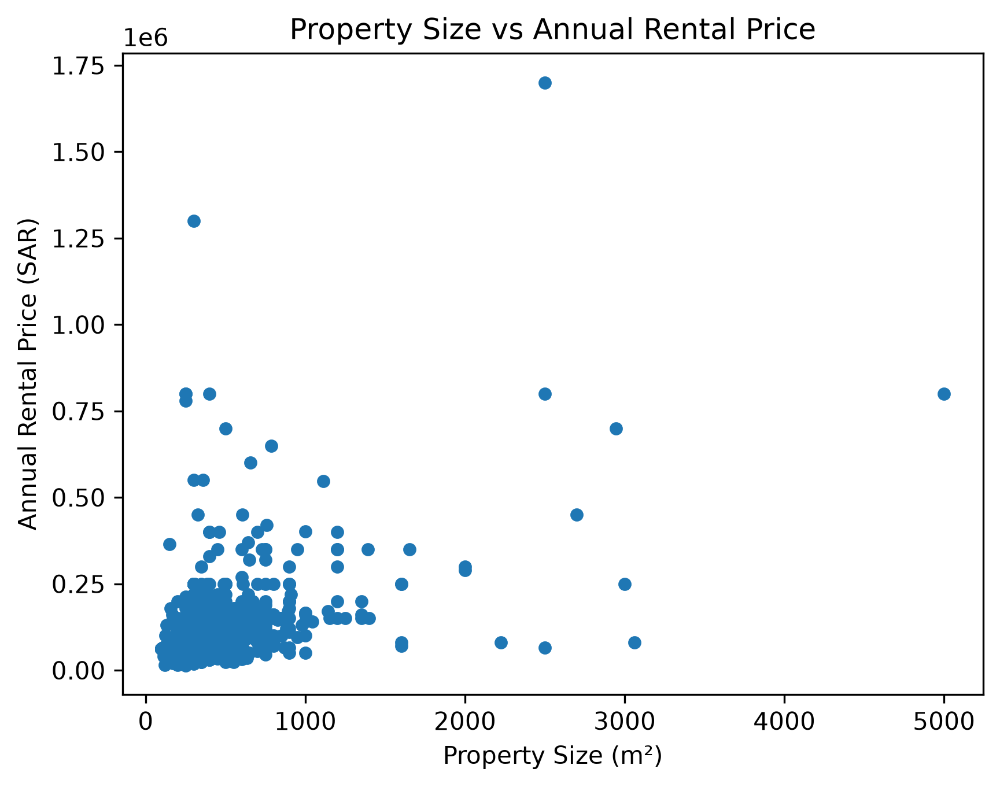 Property Size vs Annual Rental Price
1e6
1.75
1.50
1.25
1.00
0.75
0.50
0.25
0.00
Annual Rental Price (SAR)
0 1000 2000 3000 4000 5000
Property Size (m²)